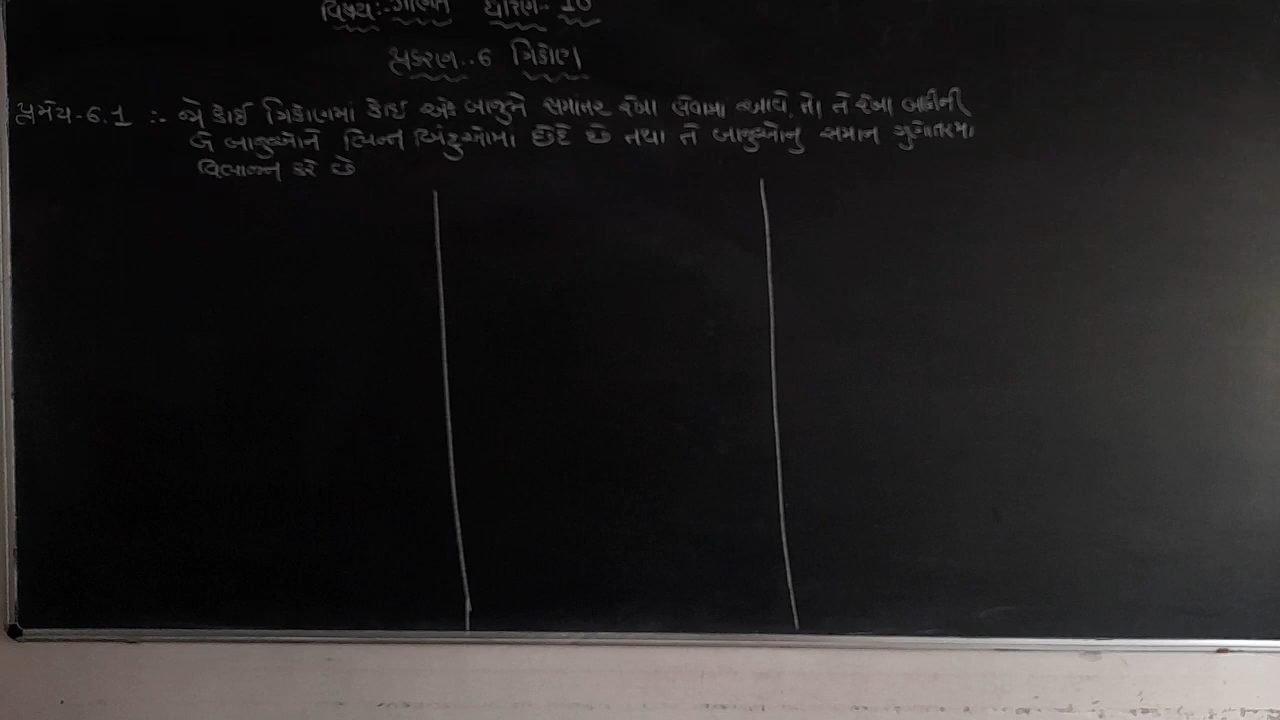 વિષય:-ગણિત ધોરણ- 10
પ્રકરણ..6 ત્રિકોણ
પ્રમેય-6.1 :- જો કોઈ ત્રિકોણમાં કોઈ એક બાજુને સમાંતર રેખા દોરવામા આવે, તો તે રેખા બાકીની
બે બાજુઓને ભિન્ન બિંદુઓમા છેદે છે તથા તે બાજુઓનુ સમાન ગુણોત્તરમા
વિભાજન કરે છે